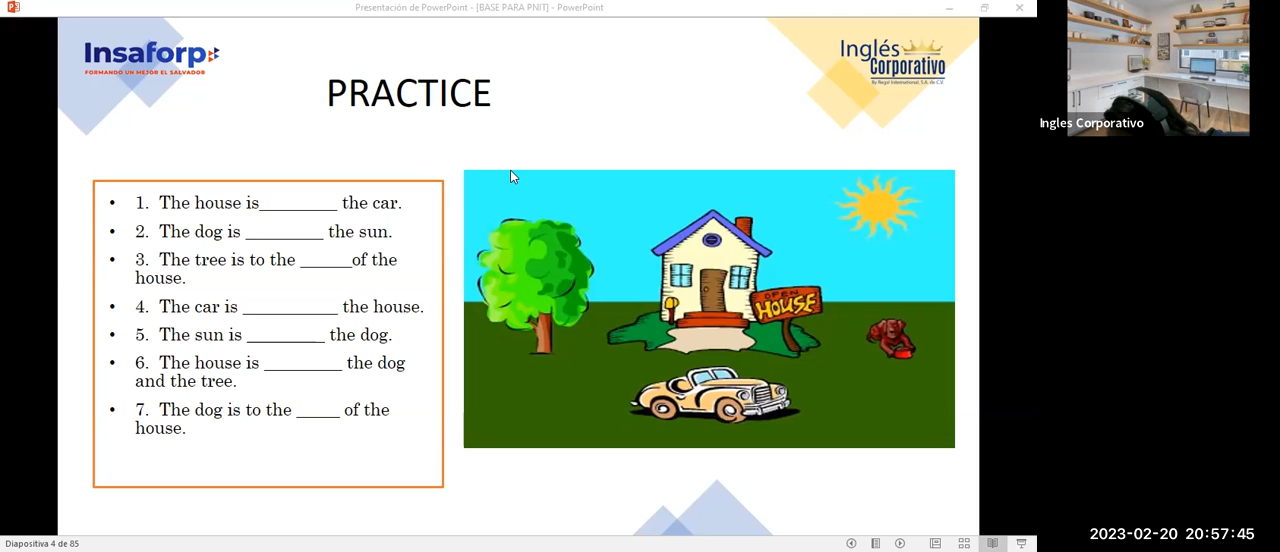 Presentación de PowerPoint - [BASE PARA PNIT] - PowerPoint
Insaforp
FORMANDO UN MEJOR EL SALVADOR
Inglés
Corporativo
By Regal International, S.A. de C.V.
PRACTICE
• 1. The house is_________ the car.
• 2. The dog is _________ the sun.
• 3. The tree is to the ______of the
house.
• 4. The car is ___________ the house.
• 5. The sun is _________ the dog.
• 6. The house is _________ the dog
and the tree.
• 7. The dog is to the _____ of the
house.
OPEN
HOUSE
Ingles Corporativo
Diapositiva 4 de 85
2023-02-20 20:57:45